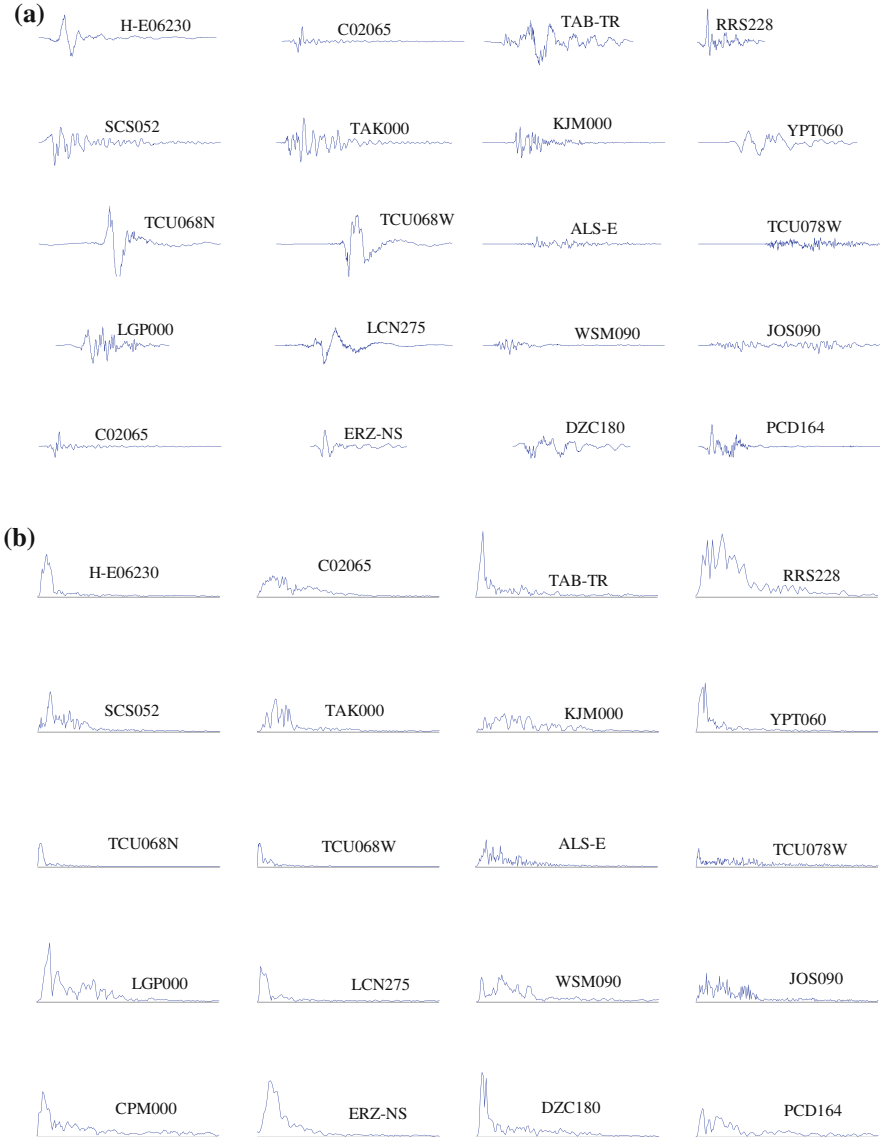 (a)
H-E06230 C02065 TAB-TR RRS228
SCS052 TAK000 KJM000 YPT060
TCU068N TCU068W ALS-E TCU078W
LGP000 LCN275 WSM090 JOS090
C02065 ERZ-NS DZC180 PCD164
(b)
H-E06230 C02065 TAB-TR RRS228
SCS052 TAK000 KJM000 YPT060
TCU068N TCU068W ALS-E TCU078W
LGP000 LCN275 WSM090 JOS090
CPM000 ERZ-NS DZC180 PCD164